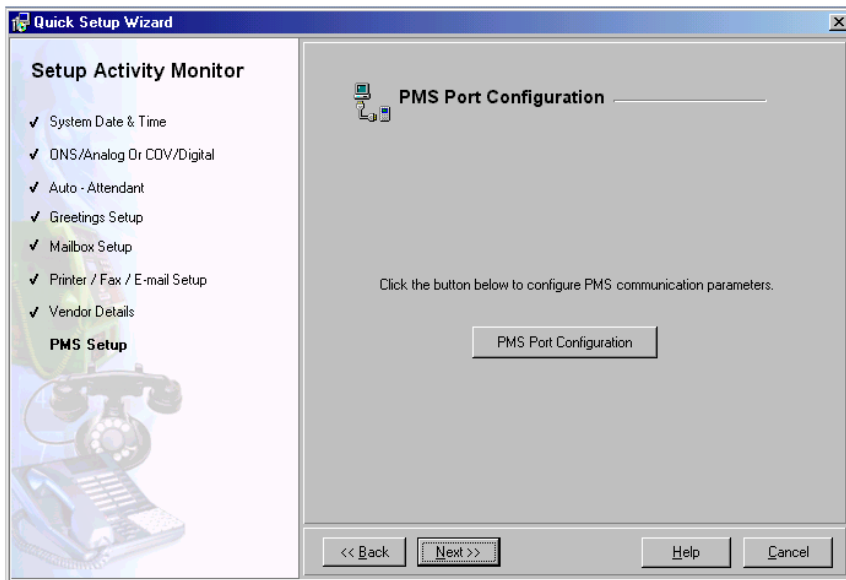 Quick Setup Wizard
Setup Activity Monitor
System Date & Time
ONS/Analog Or COV/Digital
Auto - Attendant
Greetings Setup
Mailbox Setup
Printer / Fax / E-mail Setup
Vendor Details
PMS Setup
PMS Port Configuration
Click the button below to configure PMS communication parameters.
PMS Port Configuration
<< Back
Next >>
Help
Cancel